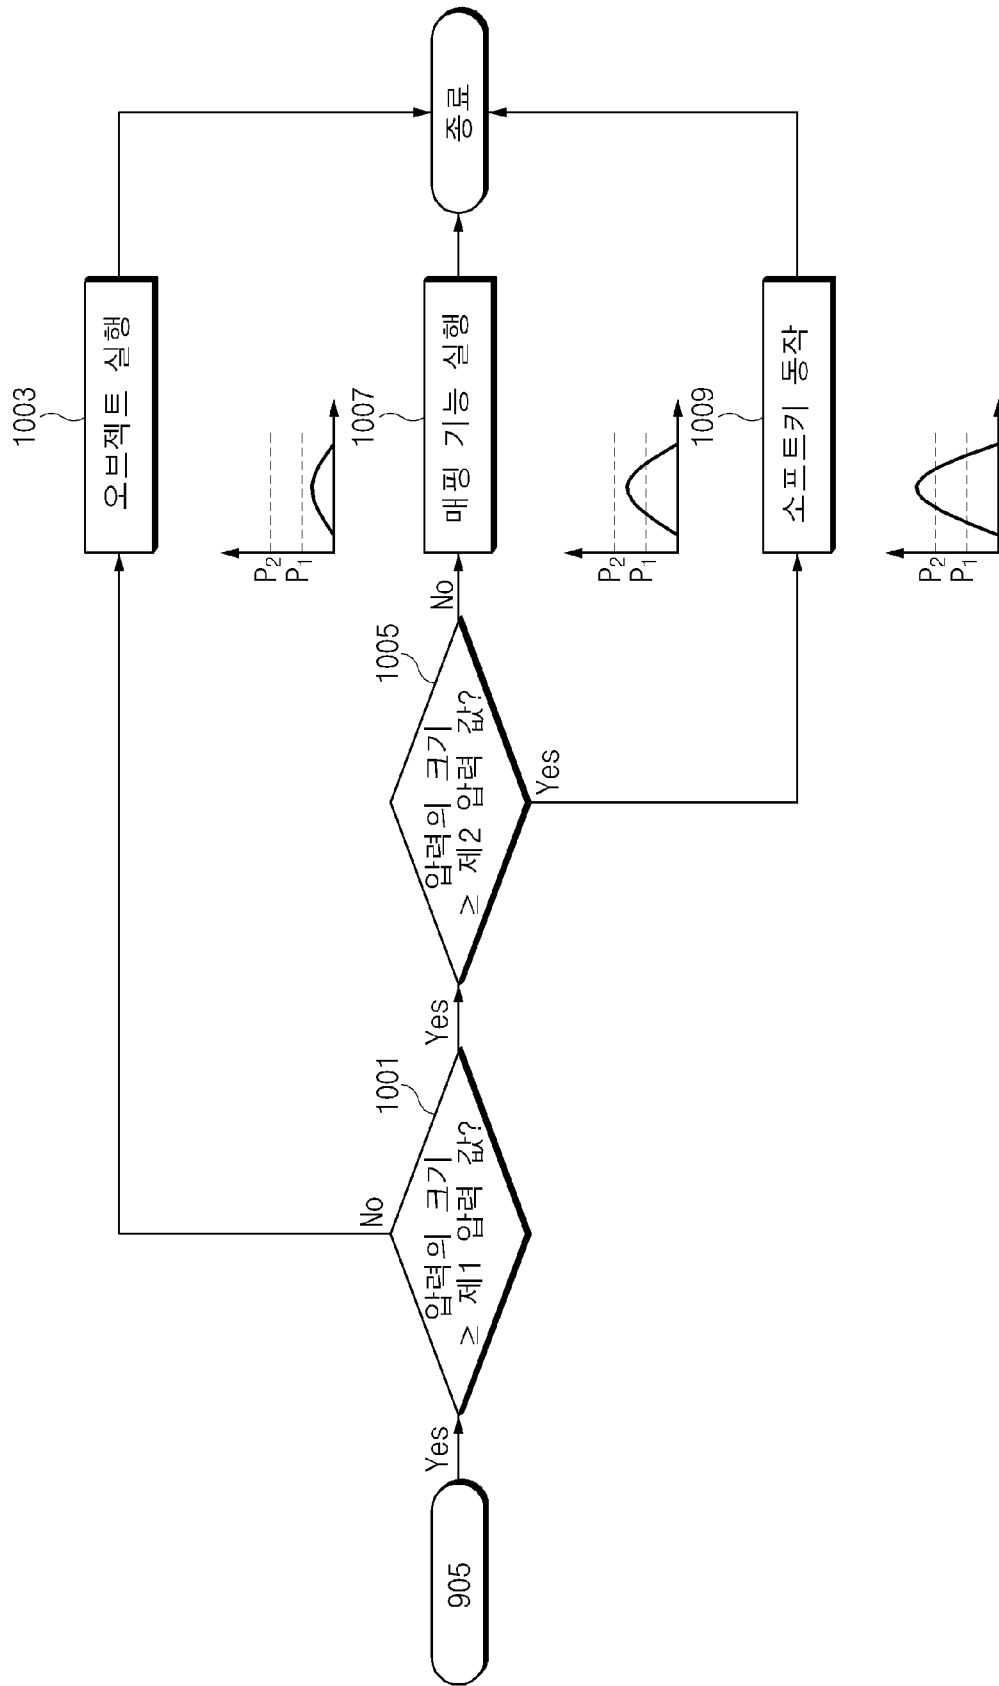 905
Yes
압력의 크기
≥ 제1 압력 값?
1001
No
Yes
압력의 크기
≥ 제2 압력 값?
1005
No
Yes
오브젝트 실행
1003
P2
P1
매핑 기능 실행
1007
P2
P1
소프트키 동작
1009
P2
P1
종료